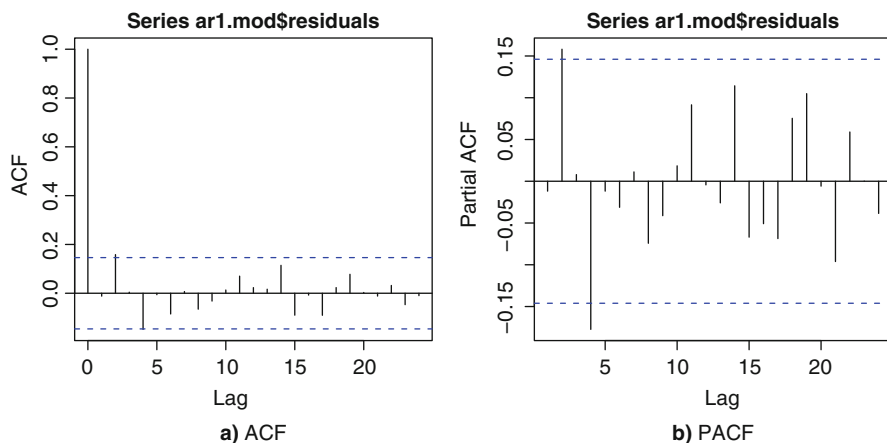 Series ar1.mod$residuals
ACF
1.0
0.8
0.6
0.4
0.2
0.0
0 5 10 15 20
Lag
a) ACF
Series ar1.mod$residuals
Partial ACF
0.15
0.05
−0.05
−0.15
5 10 15 20
Lag
b) PACF